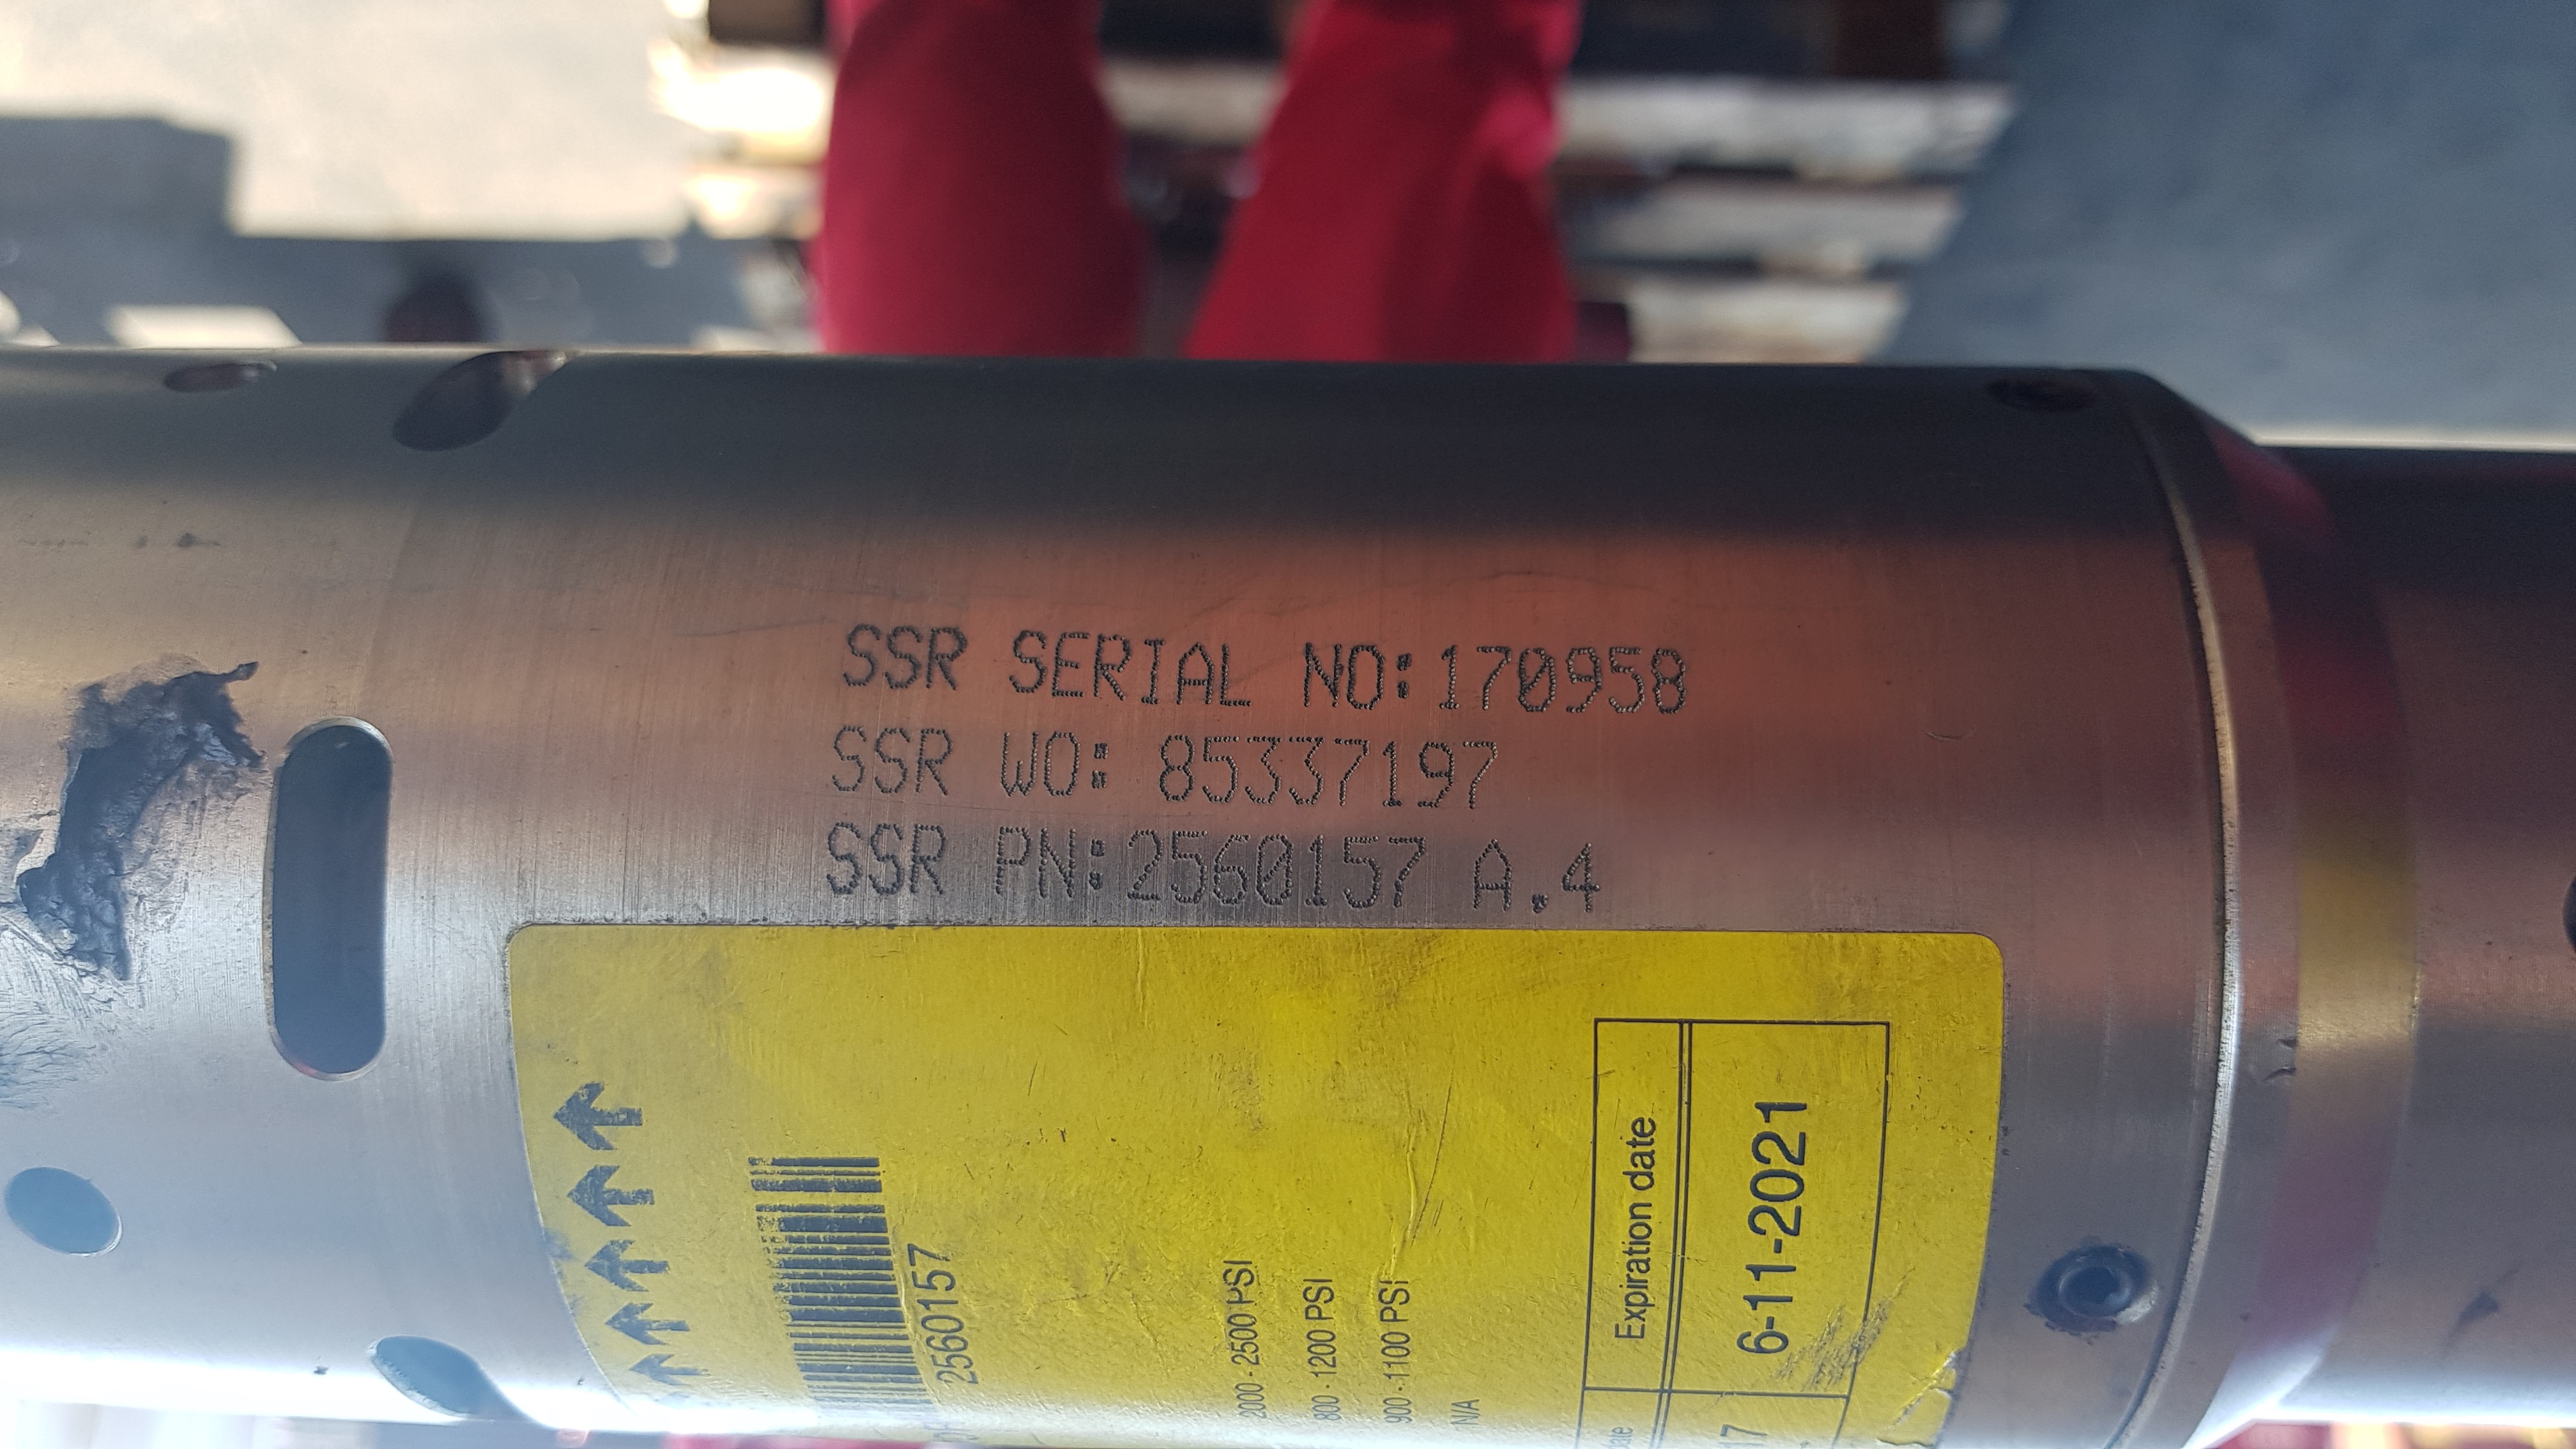 SSR SERIAL NO:170958
SSR WO: 85337197
SSR PN:2560157 A.4
2560157
2000 - 2500 PSI
800 - 1200 PSI
900 - 1100 PSI
N/A
Expiration date
6-11-2021